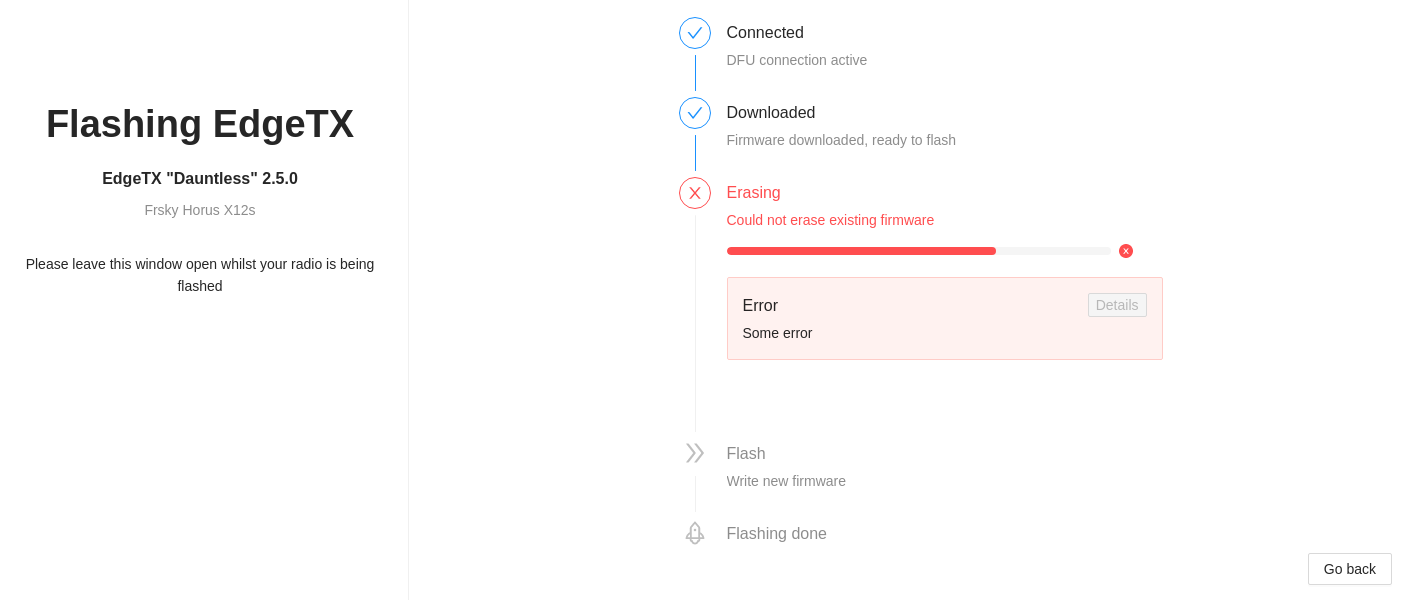 Flashing EdgeTX
EdgeTX "Dauntless" 2.5.0
Frsky Horus X12s
Please leave this window open whilst your radio is being
flashed
Connected
DFU connection active
Downloaded
Firmware downloaded, ready to flash
Erasing
Could not erase existing firmware
Error
Details
Some error
Flash
Write new firmware
Flashing done
Go back